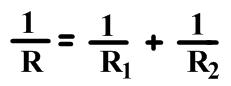 1/R = 1/R₁ + 1/R₂